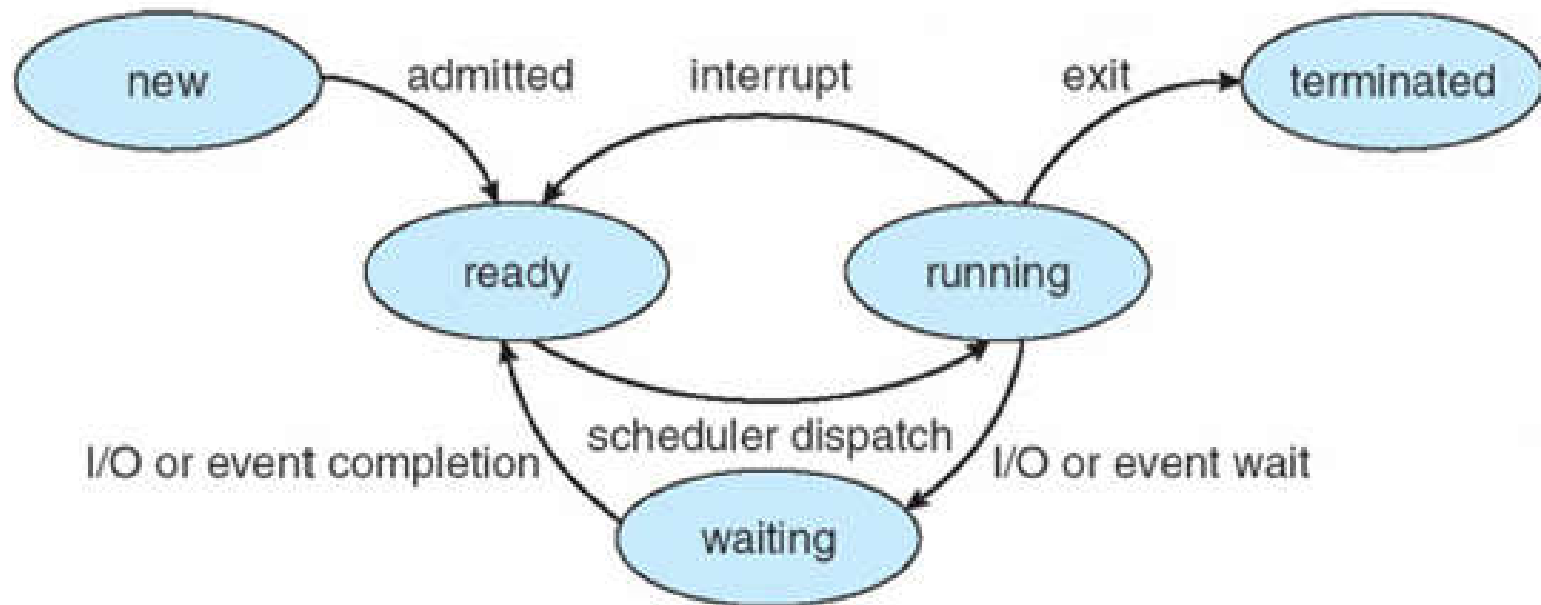 new
admitted
interrupt
exit
terminated
ready
running
scheduler dispatch
I/O or event completion
I/O or event wait
waiting